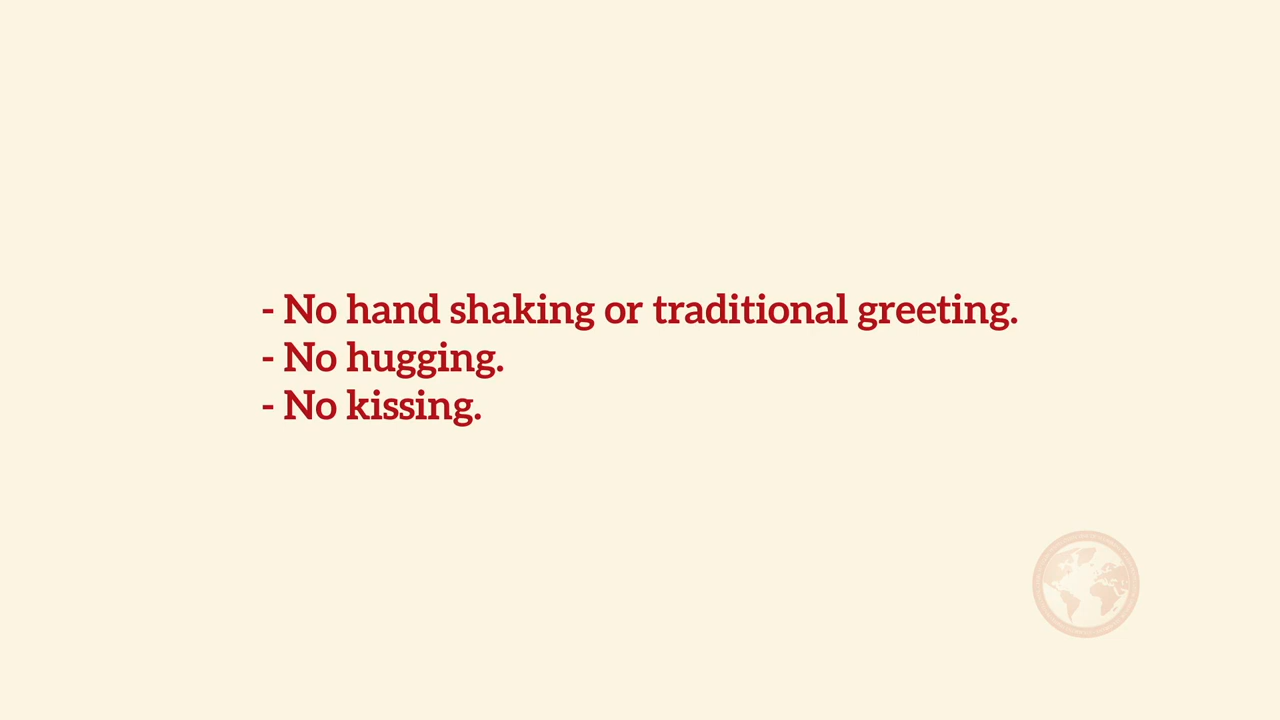 - No hand shaking or traditional greeting.
- No hugging.
- No kissing.